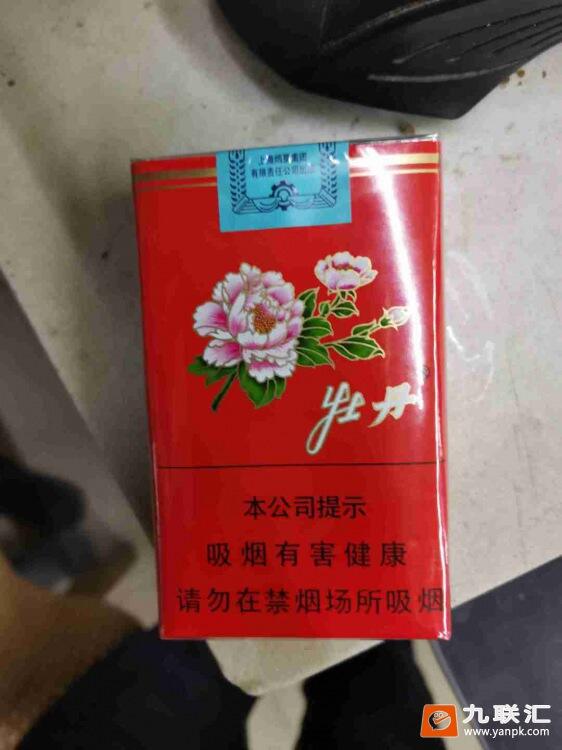 上海烟草集团
有限责任公司出品
牡丹
®
本公司提示
吸烟有害健康
请勿在禁烟场所吸烟
九联汇
www.yanpk.com